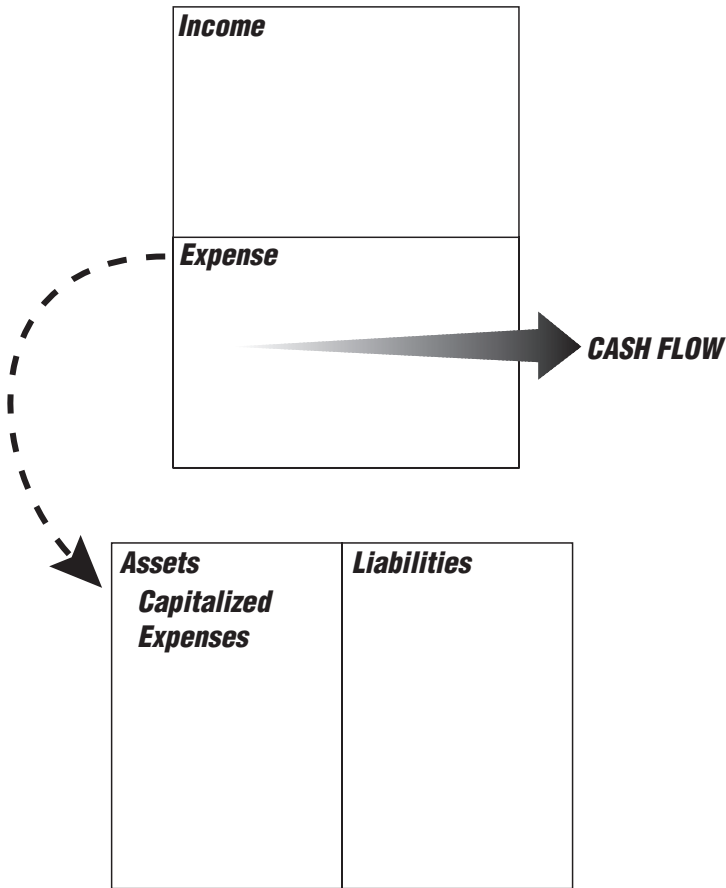 Income
Expense
CASH FLOW
Assets
Capitalized
Expenses
Liabilities